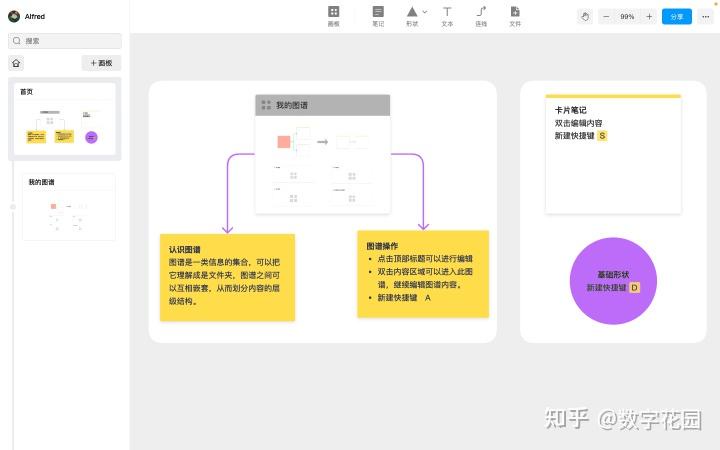 Alfred
搜索
+ 画板
首页
我的图谱
画板
笔记
形状
文本
连线
文件
99%
分享
我的图谱
认识图谱
图谱是一类信息的集合，可以把
它理解成是文件夹，图谱之间可
以互相嵌套，从而划分内容的层
级结构。
图谱操作
• 点击顶部标题可以进行编辑
• 双击内容区域可以进入此图
谱，继续编辑图谱内容。
• 新建快捷键 A
卡片笔记
双击编辑内容
新建快捷键 S
基础形状
新建快捷键 D
知乎 @数字花园